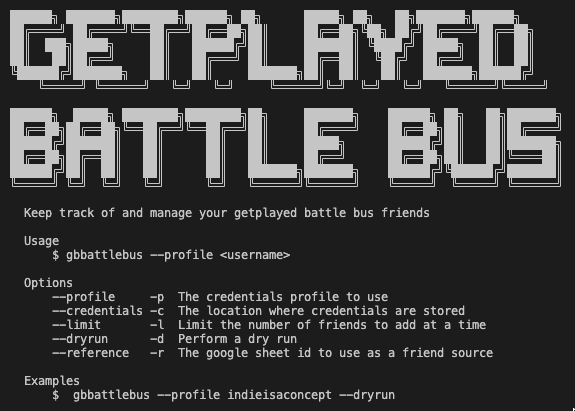 GETPLAYED
BATTLE BUS
Keep track of and manage your getplayed battle bus friends
Usage
$ gbbattlebus --profile <username>
Options
--profile -p The credentials profile to use
--credentials -c The location where credentials are stored
--limit -l Limit the number of friends to add at a time
--dryrun -d Perform a dry run
--reference -r The google sheet id to use as a friend source
Examples
$ gbbattlebus --profile indieisaconcept --dryrun